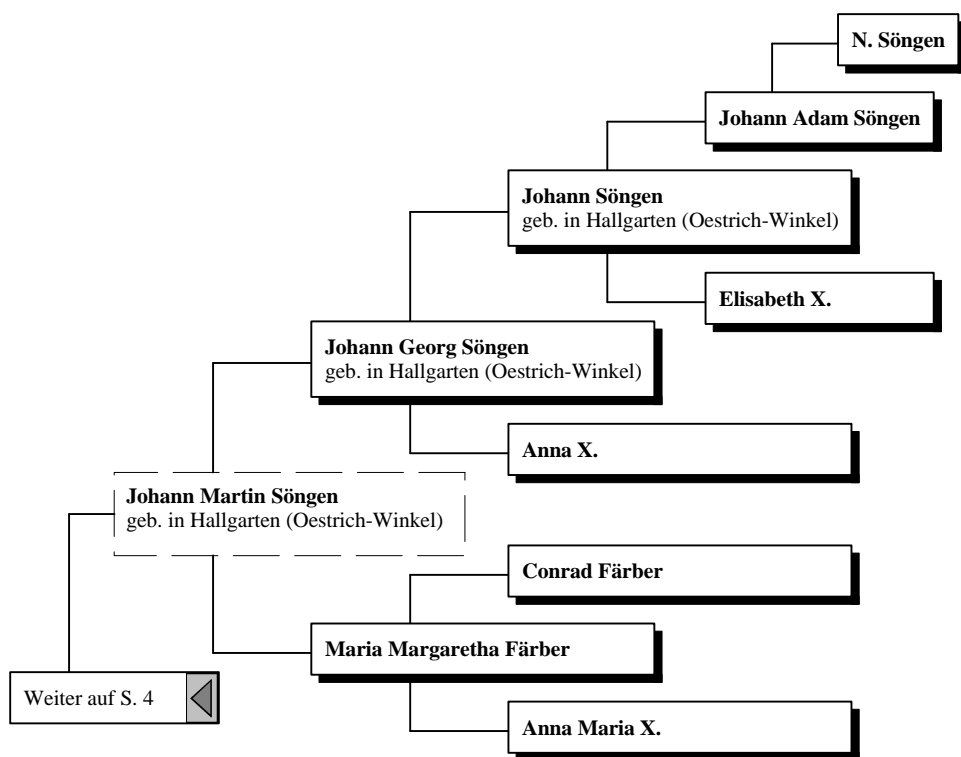 N. Söngen
Johann Adam Söngen
Johann Söngen
geb. in Hallgarten (Oestrich-Winkel)
Elisabeth X.
Johann Georg Söngen
geb. in Hallgarten (Oestrich-Winkel)
Anna X.
Johann Martin Söngen
geb. in Hallgarten (Oestrich-Winkel)
Conrad Färber
Maria Margaretha Färber
Weiter auf S. 4
Anna Maria X.